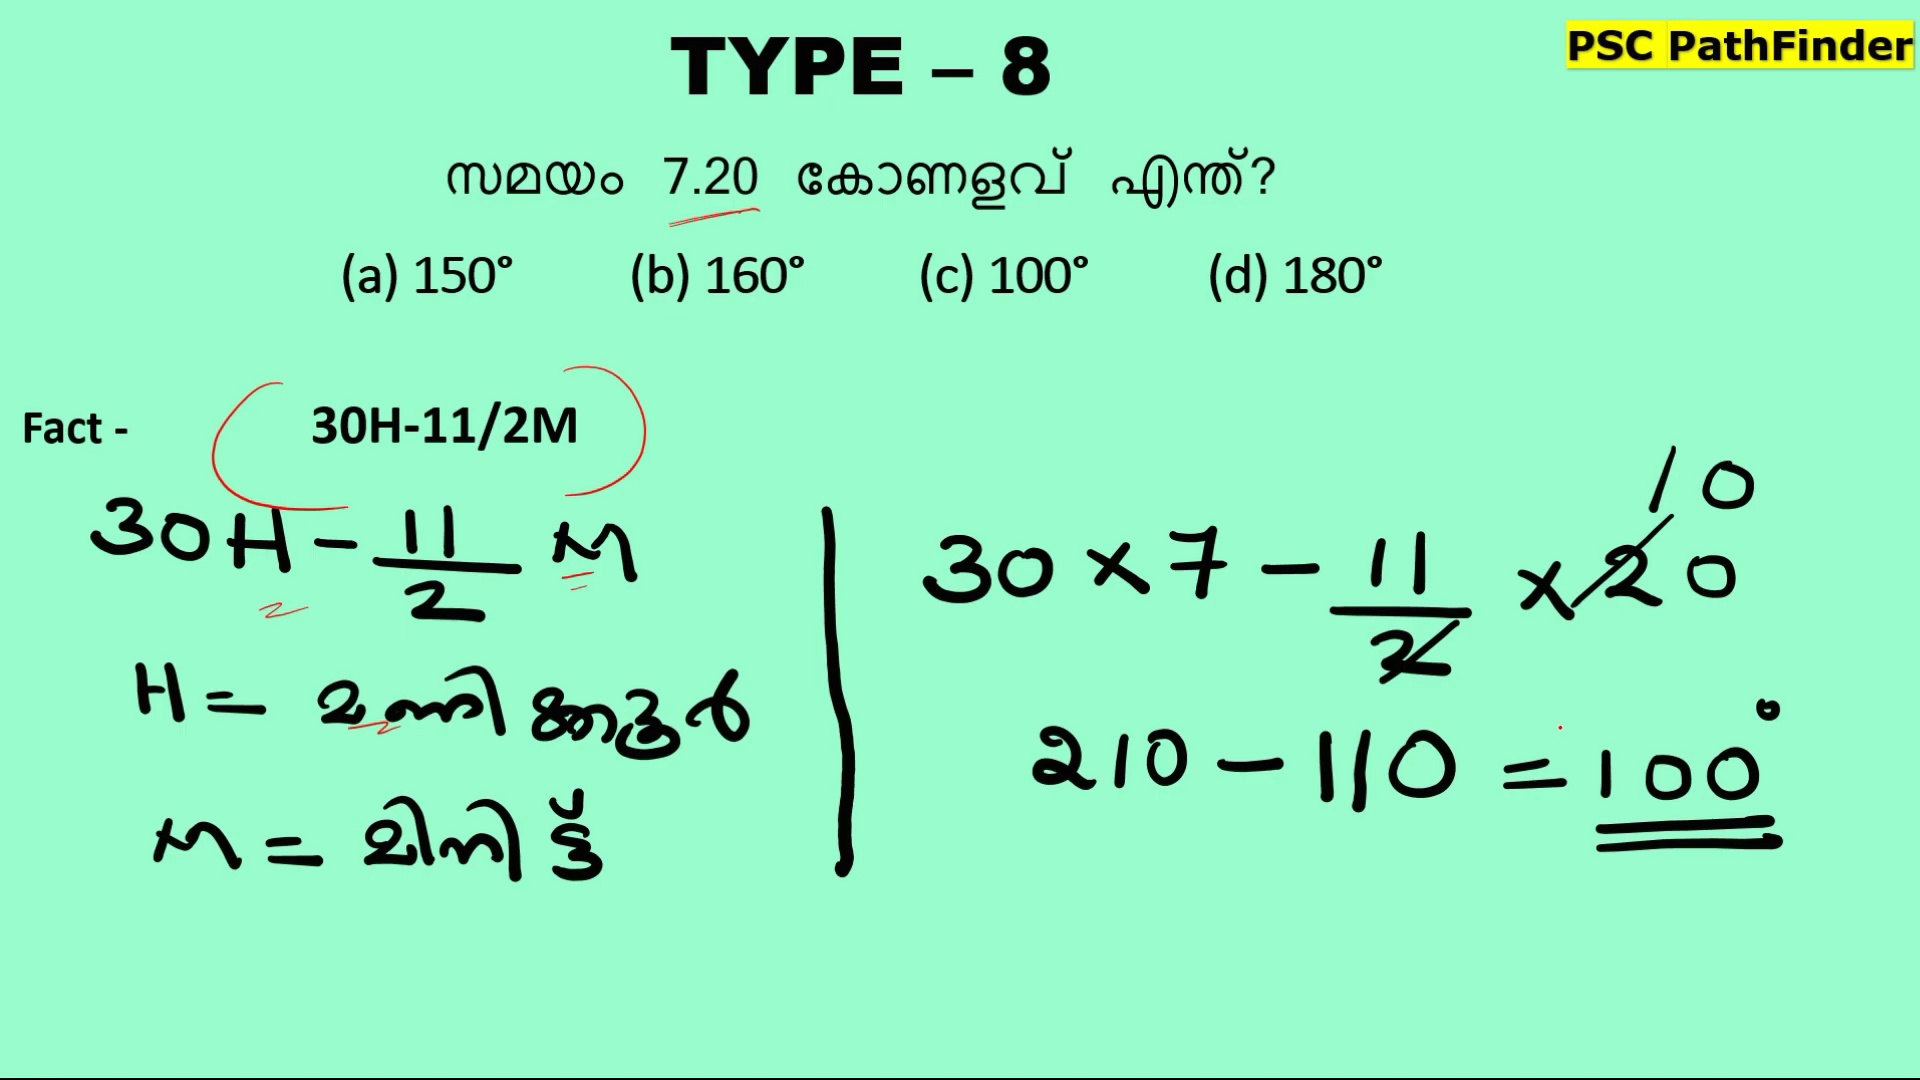 TYPE – 8
PSC PathFinder
സമയം 7.20 കോണളവ് എന്ത്?
(a) 150° (b) 160° (c) 100° (d) 180°
Fact - 30H-11/2M
30H - 11/2 M
H = മണിക്കൂർ
M = മിനിട്ട്
30 × 7 - 11/2 × 20 10
210 - 110 = 100°